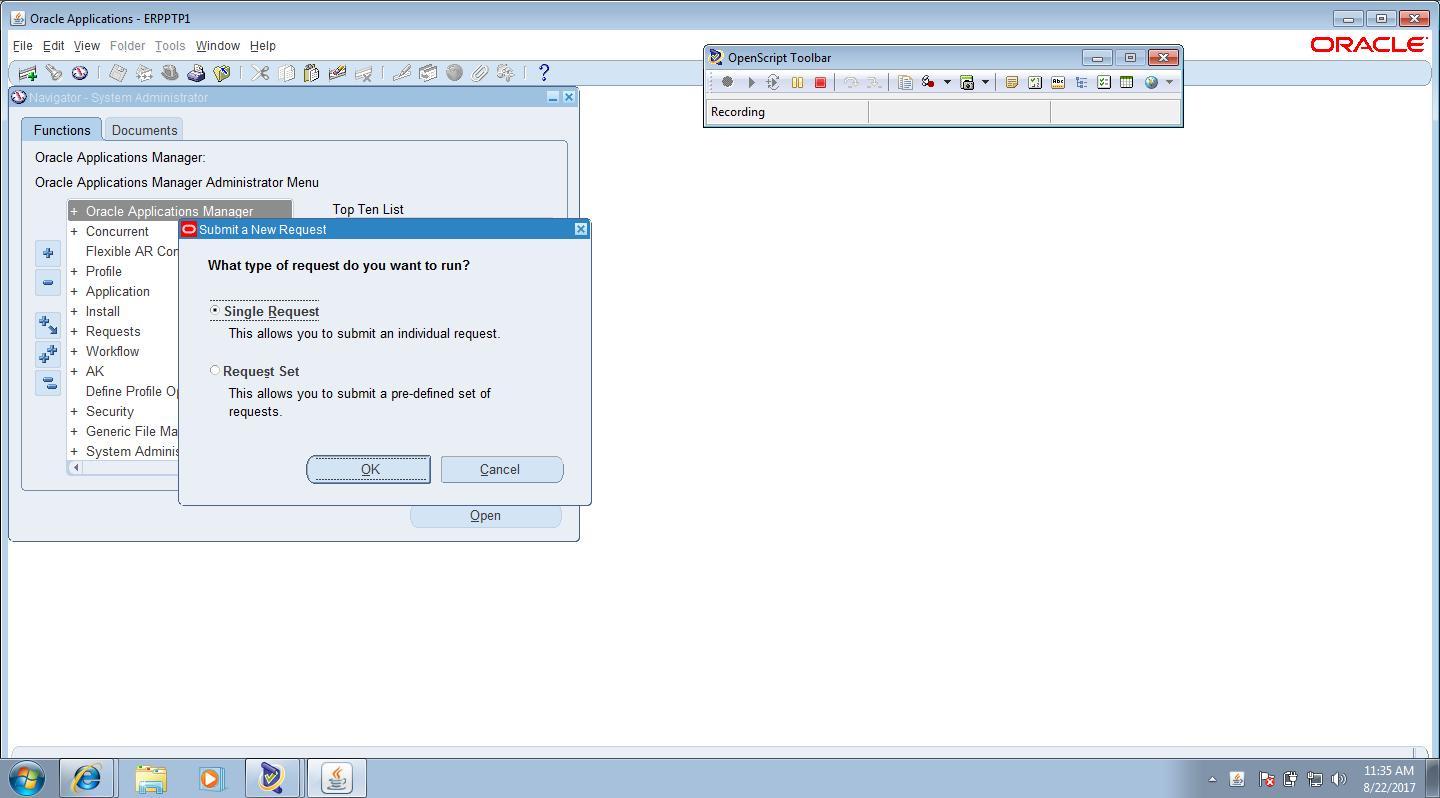 Oracle Applications - ERPPTP1
File Edit View Folder Tools Window Help
ORACLE
OpenScript Toolbar
Recording
Navigator - System Administrator
Functions Documents
Oracle Applications Manager:
Oracle Applications Manager Administrator Menu
+ Oracle Applications Manager
+ Concurrent
Flexible AR Con
+ Profile
+ Application
+ Install
+ Requests
+ Workflow
+ AK
Define Profile Op
+ Security
+ Generic File Ma
+ System Adminis
Top Ten List
Submit a New Request
What type of request do you want to run?
Single Request
This allows you to submit an individual request.
Request Set
This allows you to submit a pre-defined set of
requests.
OK Cancel
Open
11:35 AM
8/22/2017